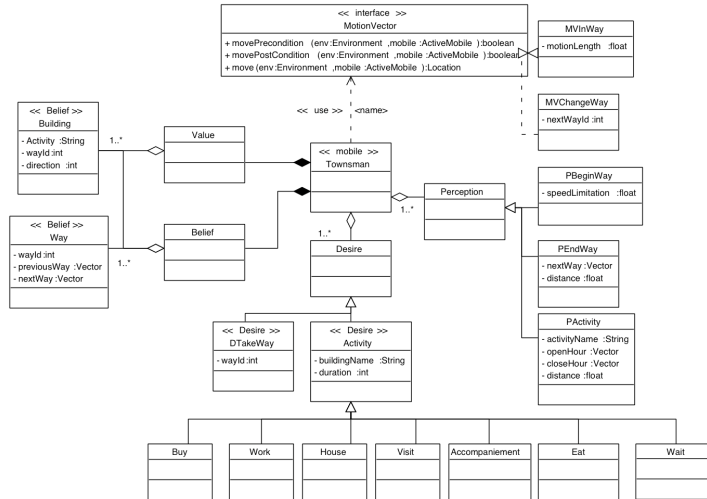 << interface >>
MotionVector
+ movePrecondition (env:Environment ,mobile :ActiveMobile ):boolean
+ movePostCondition (env:Environment ,mobile :ActiveMobile ):boolean
+ move (env:Environment ,mobile :ActiveMobile ):Location
MVInWay
- motionLength :float
MVChangeWay
- nextWayId :int
<< use >> <name>
<< Belief >>
Building
- Activity :String
- wayId:int
- direction :int
1..*
Value
<< mobile >>
Townsman
Perception
1..*
PBeginWay
- speedLimitation :float
<< Belief >>
Way
- wayId:int
- previousWay :Vector
- nextWay :Vector
1..*
Belief
1..*
Desire
PEndWay
- nextWay :Vector
- distance :float
<< Desire >>
DTakeWay
- wayId:int
<< Desire >>
Activity
- buildingName :String
- duration :int
PActivity
- activityName :String
- openHour :Vector
- closeHour :Vector
- distance :float
Buy
Work
House
Visit
Accompaniement
Eat
Wait